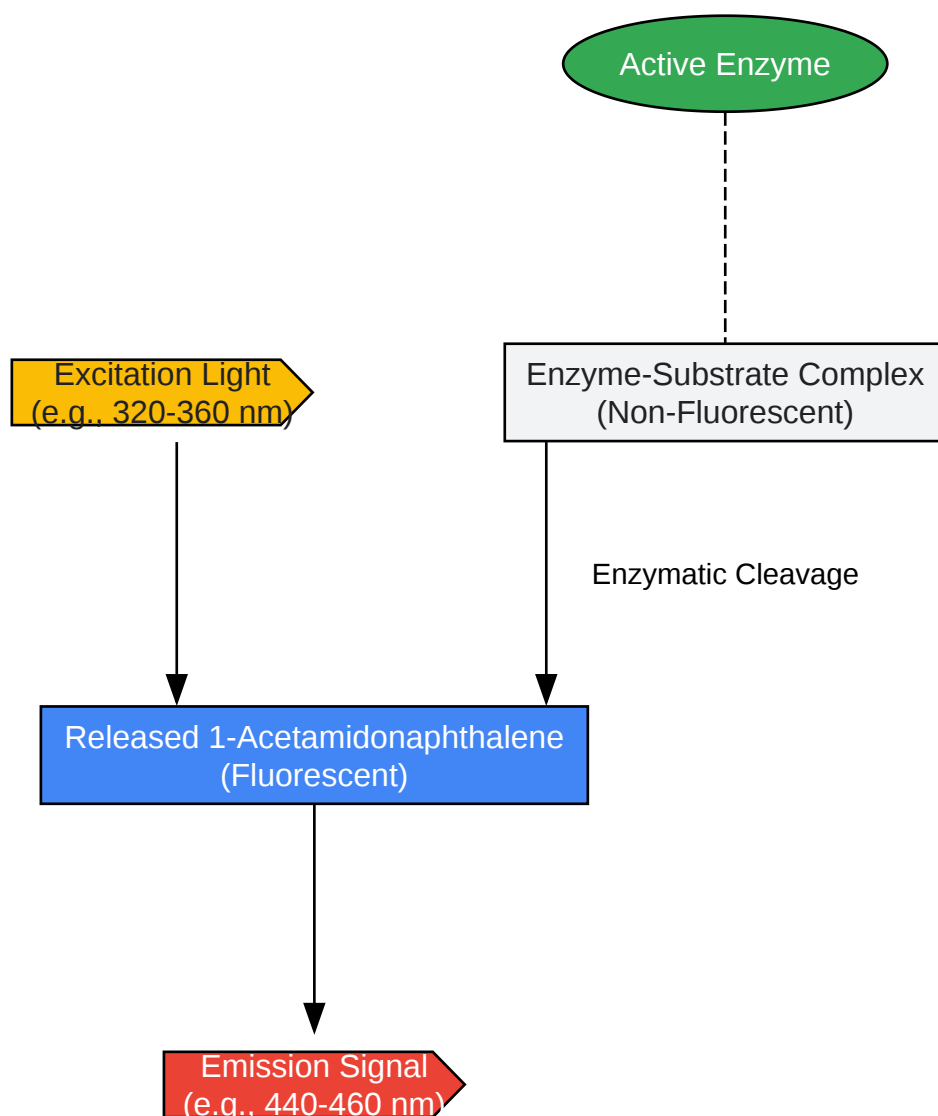 Active Enzyme
Excitation Light
(e.g., 320-360 nm)
Enzyme-Substrate Complex
(Non-Fluorescent)
Enzymatic Cleavage
Released 1-Acetamidonaphthalene
(Fluorescent)
Emission Signal
(e.g., 440-460 nm)